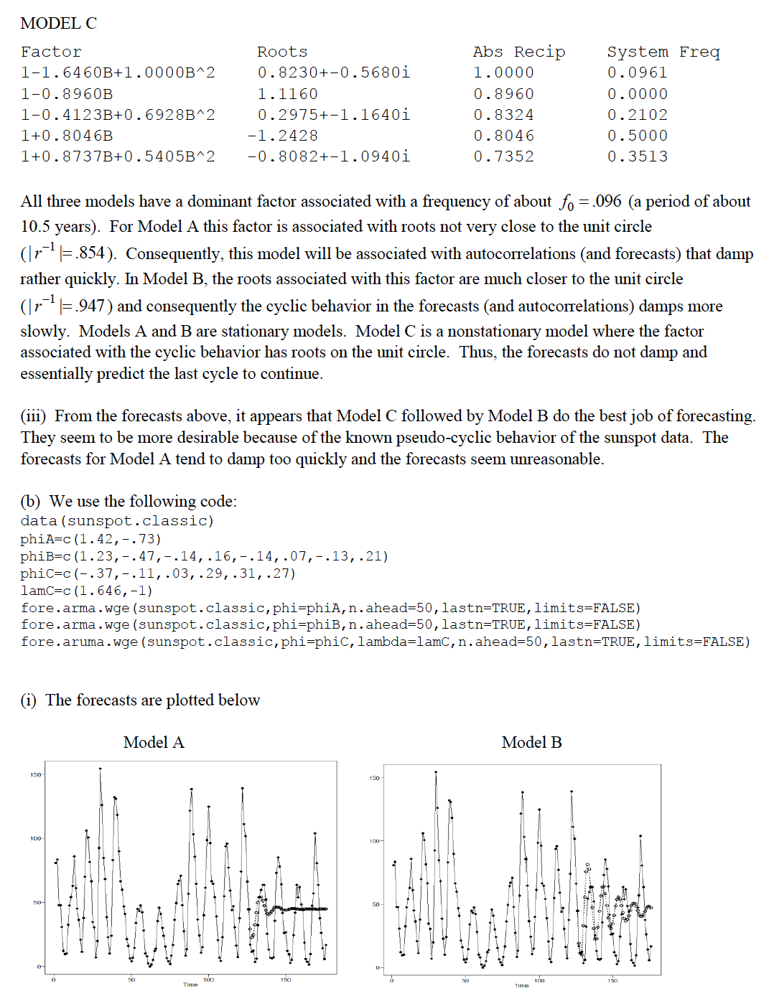 MODEL C
Factor Roots Abs Recip System Freq
1-1.6460B+1.0000B^2 0.8230+-0.5680i 1.0000 0.0961
1-0.8960B 1.1160 0.8960 0.0000
1-0.4123B+0.6928B^2 0.2975+-1.1640i 0.8324 0.2102
1+0.8046B -1.2428 0.8046 0.5000
1+0.8737B+0.5405B^2 -0.8082+-1.0940i 0.7352 0.3513
All three models have a dominant factor associated with a frequency of about f₀ = .096 (a period of about
10.5 years). For Model A this factor is associated with roots not very close to the unit circle
(|r⁻¹|=.854). Consequently, this model will be associated with autocorrelations (and forecasts) that damp
rather quickly. In Model B, the roots associated with this factor are much closer to the unit circle
(|r⁻¹|=.947) and consequently the cyclic behavior in the forecasts (and autocorrelations) damps more
slowly. Models A and B are stationary models. Model C is a nonstationary model where the factor
associated with the cyclic behavior has roots on the unit circle. Thus, the forecasts do not damp and
essentially predict the last cycle to continue.
(iii) From the forecasts above, it appears that Model C followed by Model B do the best job of forecasting.
They seem to be more desirable because of the known pseudo-cyclic behavior of the sunspot data. The
forecasts for Model A tend to damp too quickly and the forecasts seem unreasonable.
(b) We use the following code:
data(sunspot.classic)
phiA=c(1.42,-.73)
phiB=c(1.23,-.47,-.14,.16,-.14,.07,-.13,.21)
phiC=c(-.37,-.11,.03,.29,.31,.27)
lamC=c(1.646,-1)
fore.arma.wge(sunspot.classic,phi=phiA,n.ahead=50,lastn=TRUE,limits=FALSE)
fore.arma.wge(sunspot.classic,phi=phiB,n.ahead=50,lastn=TRUE,limits=FALSE)
fore.aruma.wge(sunspot.classic,phi=phiC,lambda=lamC,n.ahead=50,lastn=TRUE,limits=FALSE)
(i) The forecasts are plotted below
Model A Model B
150
100
50
0
0 50 100 150
Time
150
100
50
0
0 50 100 150
Time